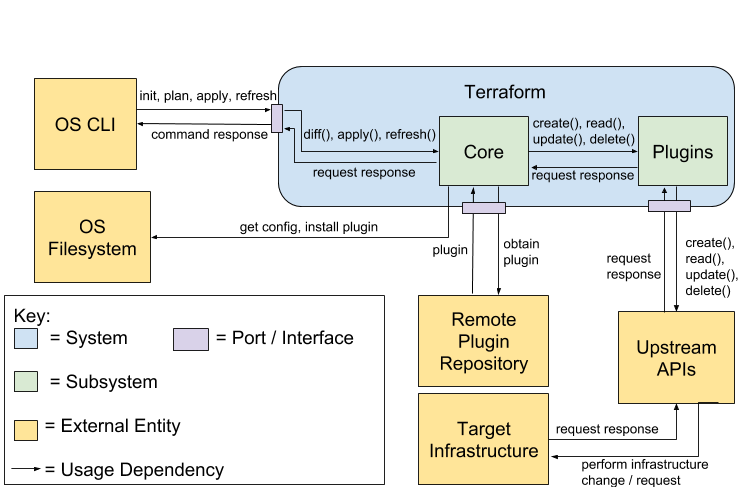 Terraform
init, plan, apply, refresh
OS CLI
command response
diff(), apply(), refresh()
request response
Core
create(), read(),
update(), delete()
request response
Plugins
OS
Filesystem
get config, install plugin
plugin
obtain
plugin
request
response
create(),
read(),
update(),
delete()
Key:
= System
= Port / Interface
= Subsystem
= External Entity
= Usage Dependency
Remote
Plugin
Repository
Upstream
APIs
Target
Infrastructure
request response
perform infrastructure
change / request